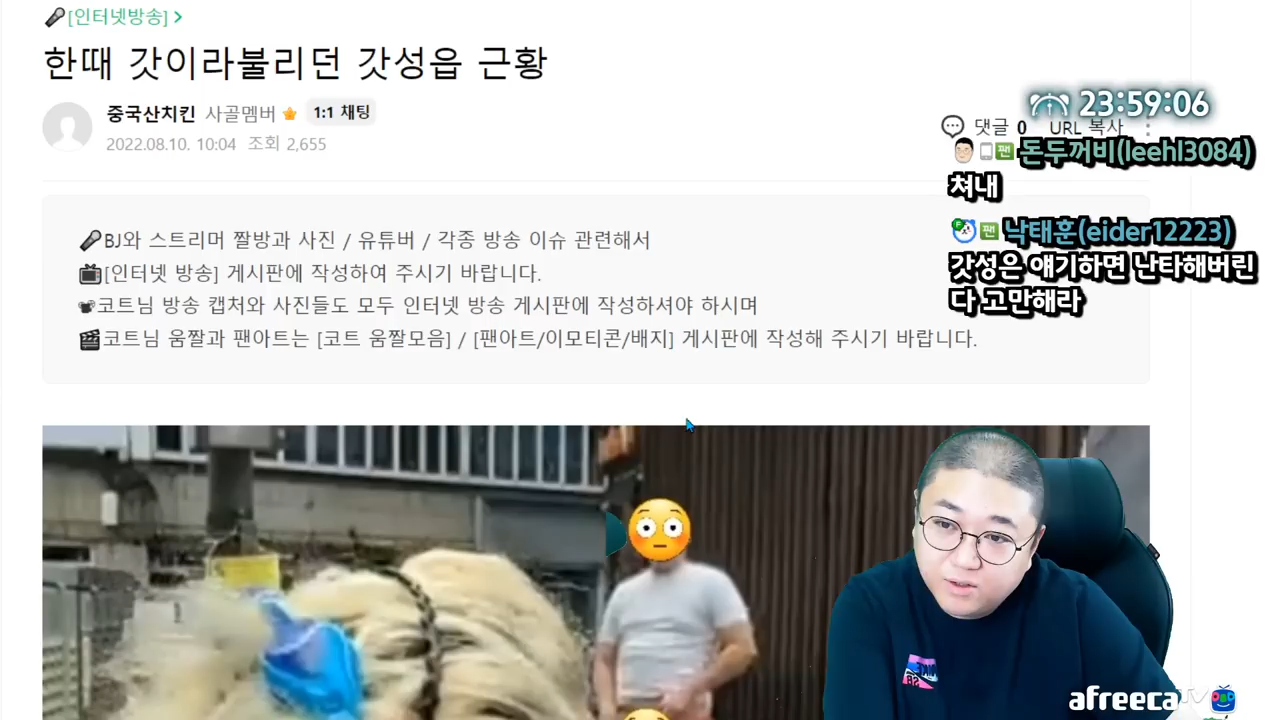 [인터넷방송] >
한때 갓이라불리던 갓성읍 근황
중국산치킨 사골멤버 1:1 채팅
2022.08.10. 10:04 조회 2,655
댓글 0 URL 복사
23:59:06
팬 돈두꺼비(leehl3084)
쳐내
팬 낙태훈(eider12223)
갓성은 얘기하면 난타해버린
다 고만해라
BJ와 스트리머 짤방과 사진 / 유튜버 / 각종 방송 이슈 관련해서
[인터넷 방송] 게시판에 작성하여 주시기 바랍니다.
코트님 방송 캡처와 사진들도 모두 인터넷 방송 게시판에 작성하셔야 하시며
코트님 움짤과 팬아트는 [코트 움짤모음] / [팬아트/이모티콘/배지] 게시판에 작성해 주시기 바랍니다.
afreecaTV